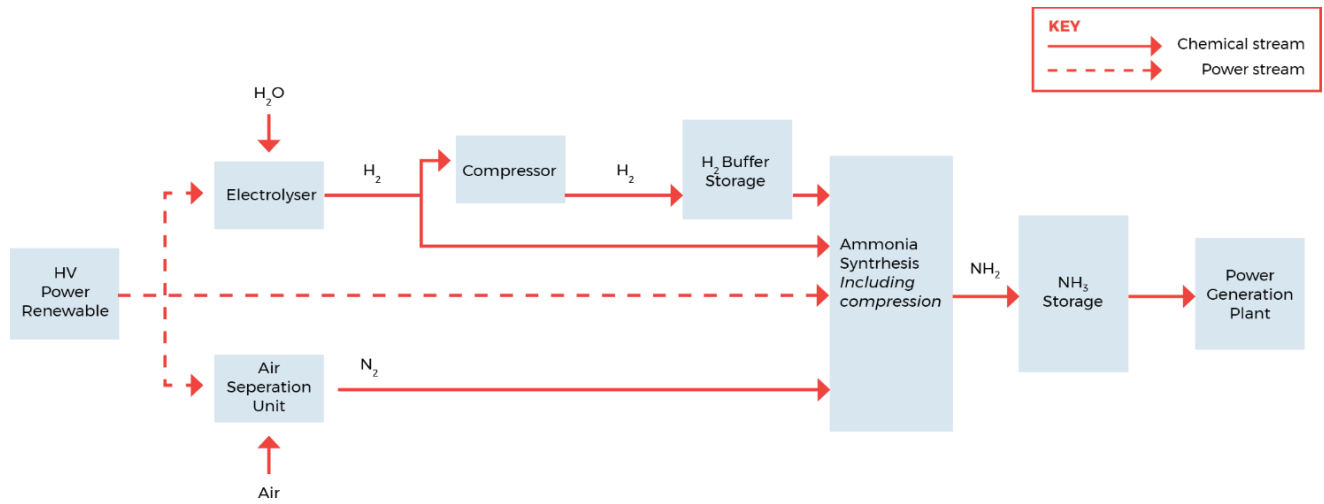 KEY
Chemical stream
Power stream
H₂O
Electrolyser
H₂
Compressor
H₂
H₂ Buffer
Storage
HV
Power
Renewable
Ammonia
Syntrhesis
Including
compression
NH₂
NH₃
Storage
Power
Generation
Plant
Air
Seperation
Unit
N₂
Air